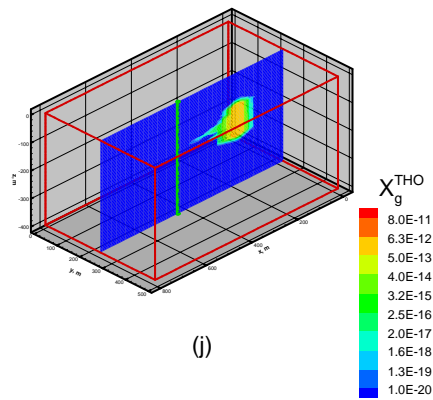 0
-100
-200
-300
-400
z, m
0
100
200
300
400
500
y, m
800
600
400
200
0
x, m
X_g^THO
8.0E-11
6.3E-12
5.0E-13
4.0E-14
3.2E-15
2.5E-16
2.0E-17
1.6E-18
1.3E-19
1.0E-20
(j)